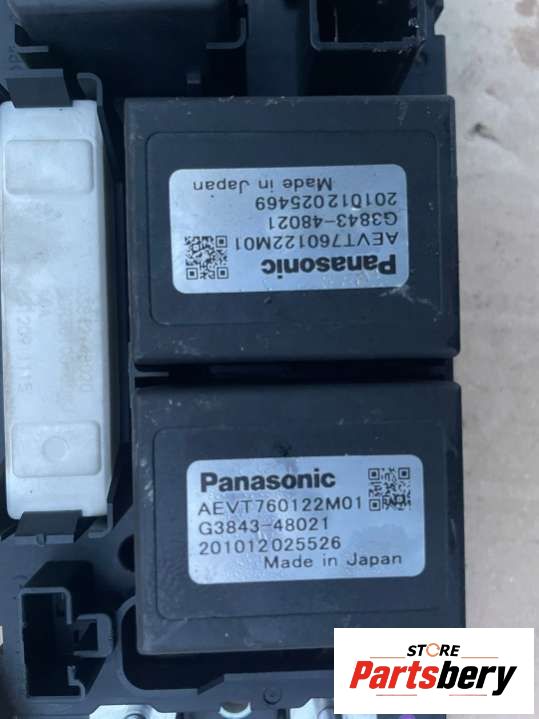 Panasonic
AEVT760122M01
G3843-48021
201012025469
Made in Japan
Panasonic
AEVT760122M01
G3843-48021
201012025526
Made in Japan
STORE
Partsbery